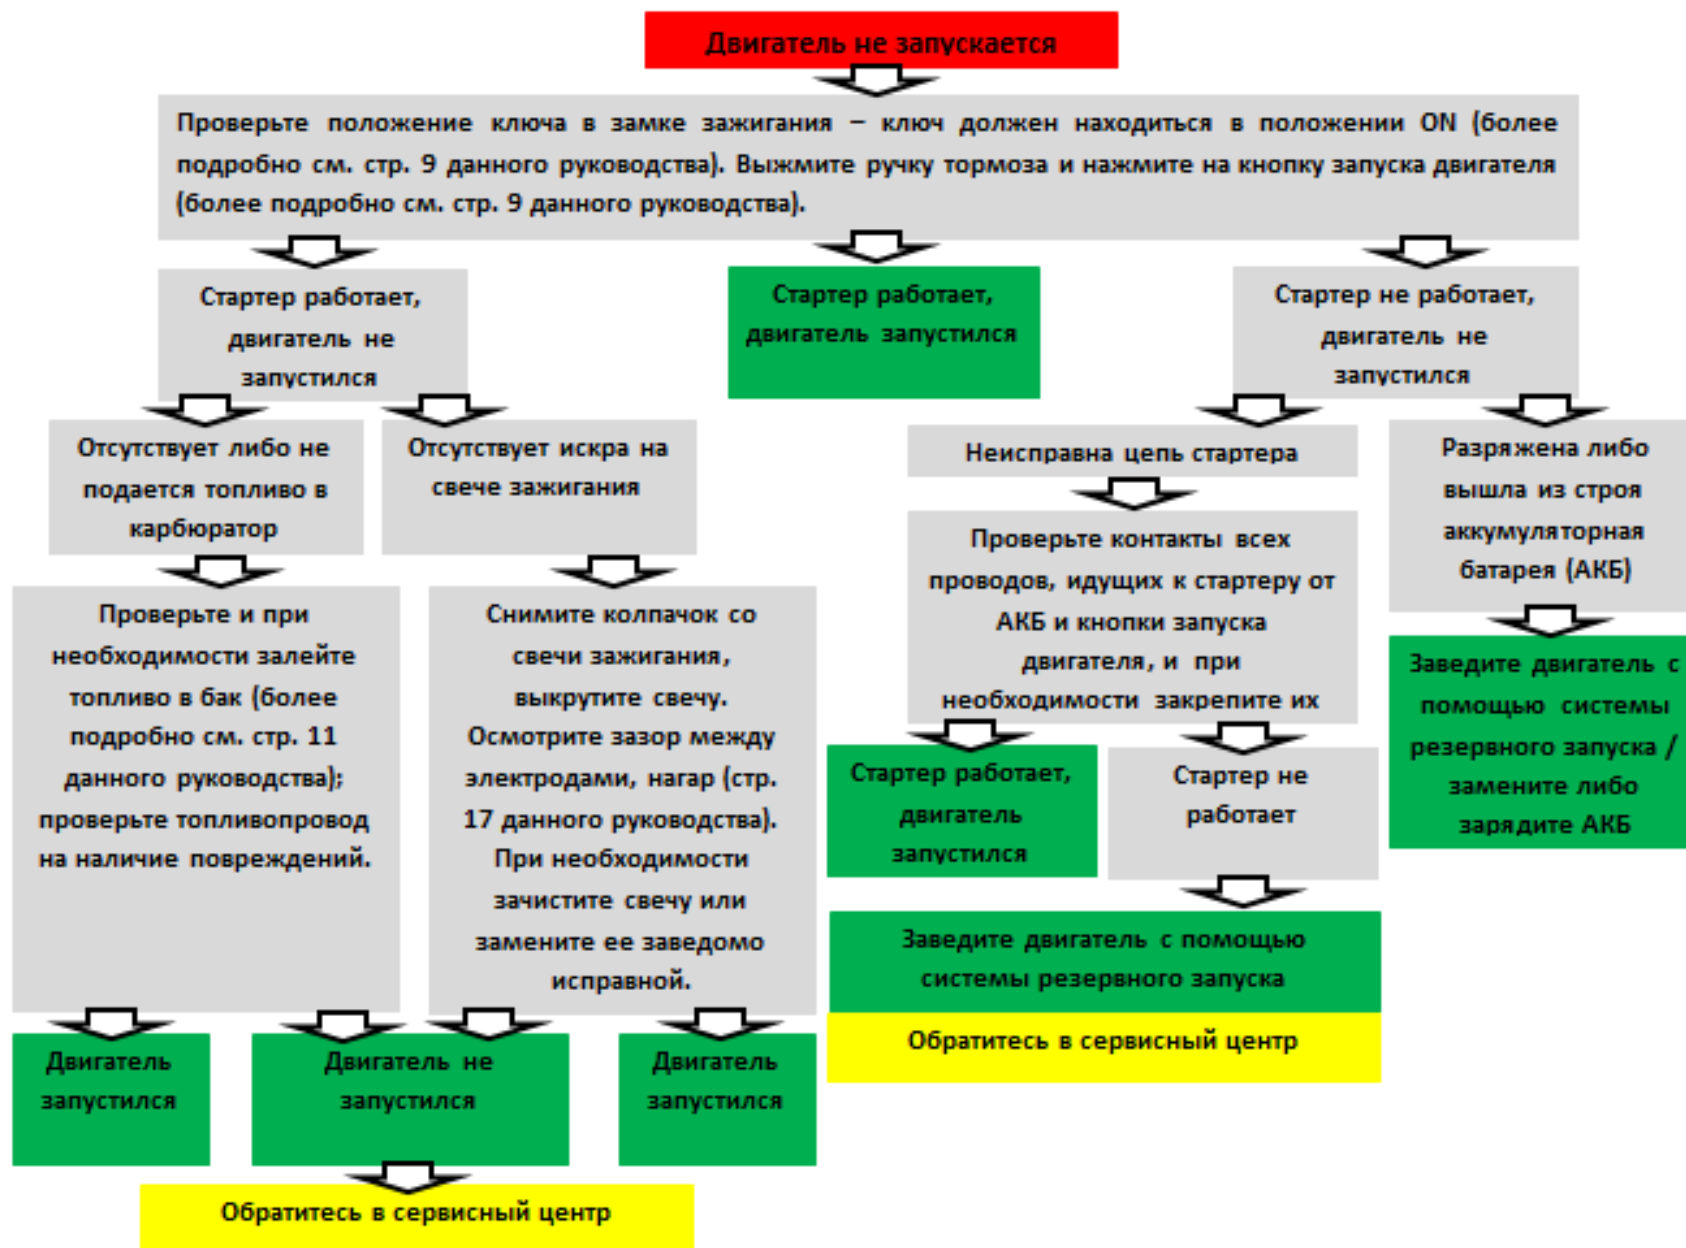 Двигатель не запускается
Проверьте положение ключа в замке зажигания – ключ должен находиться в положении ON (более
подробно см. стр. 9 данного руководства). Выжмите ручку тормоза и нажмите на кнопку запуска двигателя
(более подробно см. стр. 9 данного руководства).
Стартер работает,
двигатель не
запустился
Стартер работает,
двигатель запустился
Стартер не работает,
двигатель не
запустился
Отсутствует либо не
подается топливо в
карбюратор
Отсутствует искра на
свече зажигания
Неисправна цепь стартера
Разряжена либо
вышла из строя
аккумуляторная
батарея (АКБ)
Проверьте и при
необходимости залейте
топливо в бак (более
подробно см. стр. 11
данного руководства);
проверьте топливопровод
на наличие повреждений.
Снимите колпачок со
свечи зажигания,
выкрутите свечу.
Осмотрите зазор между
электродами, нагар (стр.
17 данного руководства).
При необходимости
зачистите свечу или
замените ее заведомо
исправной.
Проверьте контакты всех
проводов, идущих к стартеру от
АКБ и кнопки запуска
двигателя, и при
необходимости закрепите их
Заведите двигатель с
помощью системы
резервного запуска /
замените либо
зарядите АКБ
Стартер работает,
двигатель
запустился
Стартер не
работает
Заведите двигатель с помощью
системы резервного запуска
Обратитесь в сервисный центр
Двигатель
запустился
Двигатель не
запустился
Двигатель
запустился
Обратитесь в сервисный центр